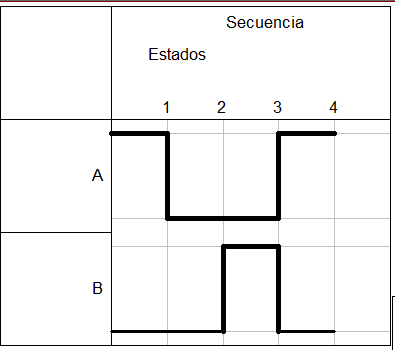 Secuencia
Estados
1 2 3 4
A
B